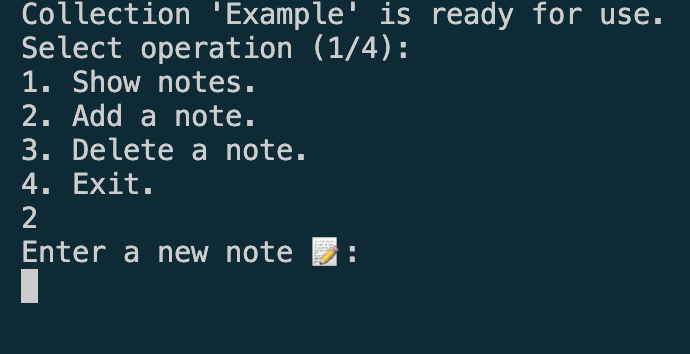 Collection 'Example' is ready for use.
Select operation (1/4):
1. Show notes.
2. Add a note.
3. Delete a note.
4. Exit.
2
Enter a new note 📝: